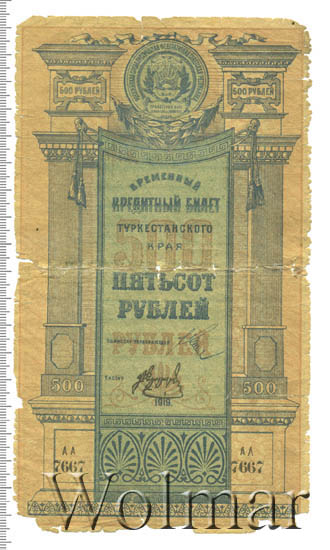 500 РУБЛЕЙ
500 РУБЛЕЙ
ВРЕМЕННЫЙ
КРЕДИТНЫЙ БИЛЕТ
ТУРКЕСТАНСКОГО
КРАЯ
500
ПЯТЬСОТ
РУБЛЕЙ
РУБЛЕЙ
500
500
1919.
АА
7667
АА
7667
Wolmar